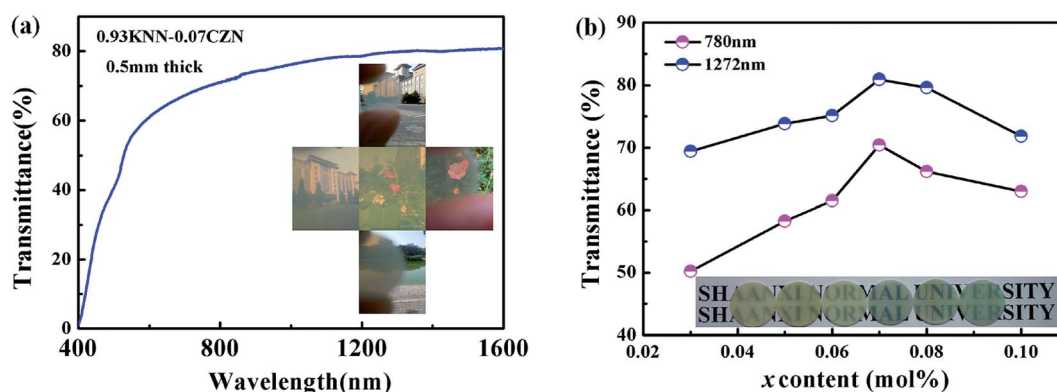 (a)
0.93KNN-0.07CZN
0.5mm thick
Transmittance(%)
80
60
40
20
0
400
800
1200
1600
Wavelength(nm)
(b)
780nm
1272nm
Transmittance (%)
90
80
70
60
50
40
0.02
0.04
0.06
0.08
0.10
x content (mol%)
SHAANXI NORMAL UNIVERSITY
SHAANXI NORMAL UNIVERSITY